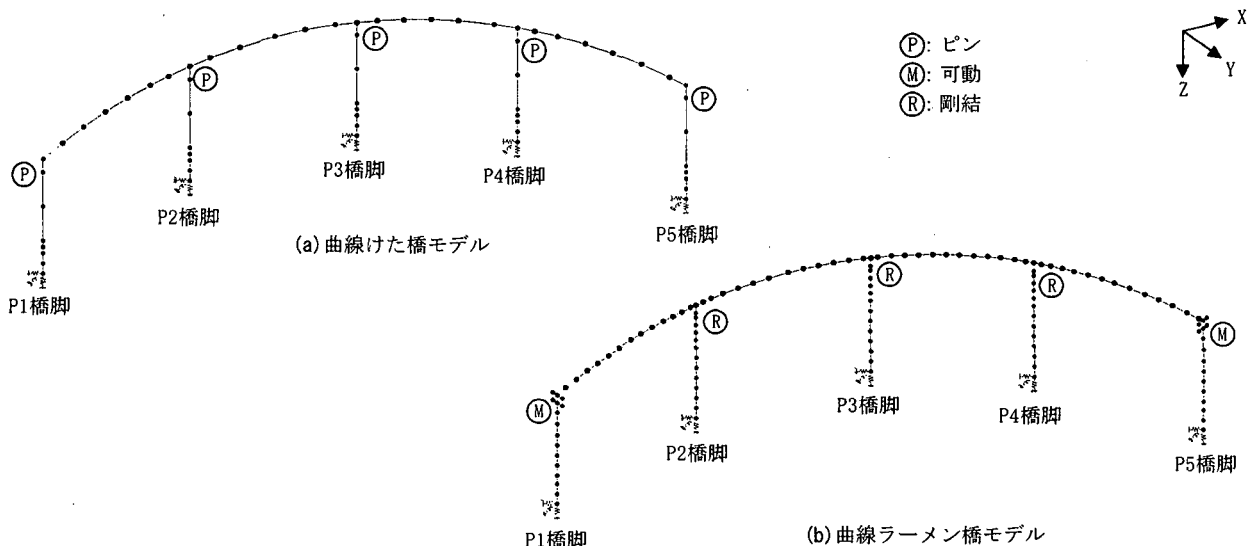 P
P
P
P
P
P1橋脚
P2橋脚
P3橋脚
P4橋脚
P5橋脚
(a)曲線けた橋モデル
P: ピン
M: 可動
R: 剛結
X
Y
Z
M
R
R
R
M
P1橋脚
P2橋脚
P3橋脚
P4橋脚
P5橋脚
(b)曲線ラーメン橋モデル